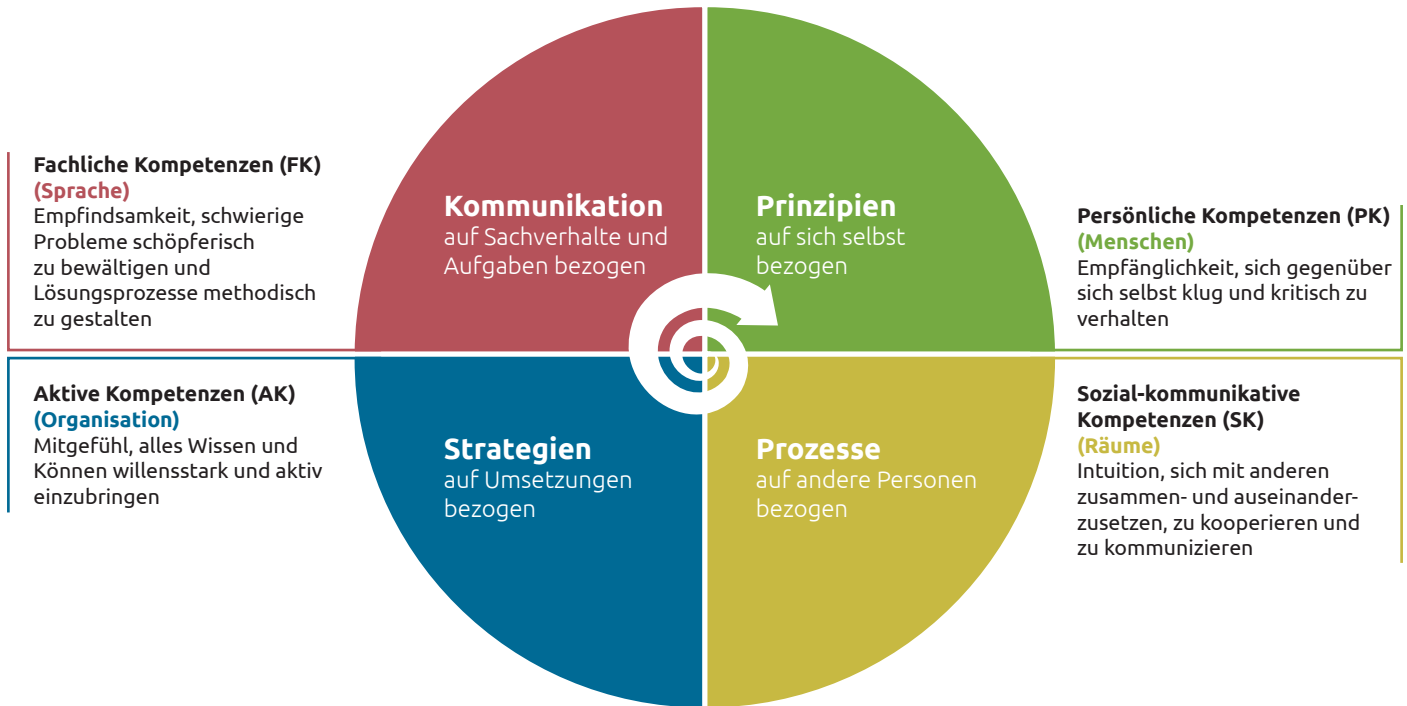 Fachliche Kompetenzen (FK)
(Sprache)
Empfindsamkeit, schwierige
Probleme schöpferisch
zu bewältigen und
Lösungsprozesse methodisch
zu gestalten
Kommunikation
auf Sachverhalte und
Aufgaben bezogen
Prinzipien
auf sich selbst
bezogen
Persönliche Kompetenzen (PK)
(Menschen)
Empfänglichkeit, sich gegenüber
sich selbst klug und kritisch zu
verhalten
Aktive Kompetenzen (AK)
(Organisation)
Mitgefühl, alles Wissen und
Können willensstark und aktiv
einzubringen
Strategien
auf Umsetzungen
bezogen
Prozesse
auf andere Personen
bezogen
Sozial-kommunikative
Kompetenzen (SK)
(Räume)
Intuition, sich mit anderen
zusammen- und auseinander-
zusetzen, zu kooperieren und
zu kommunizieren